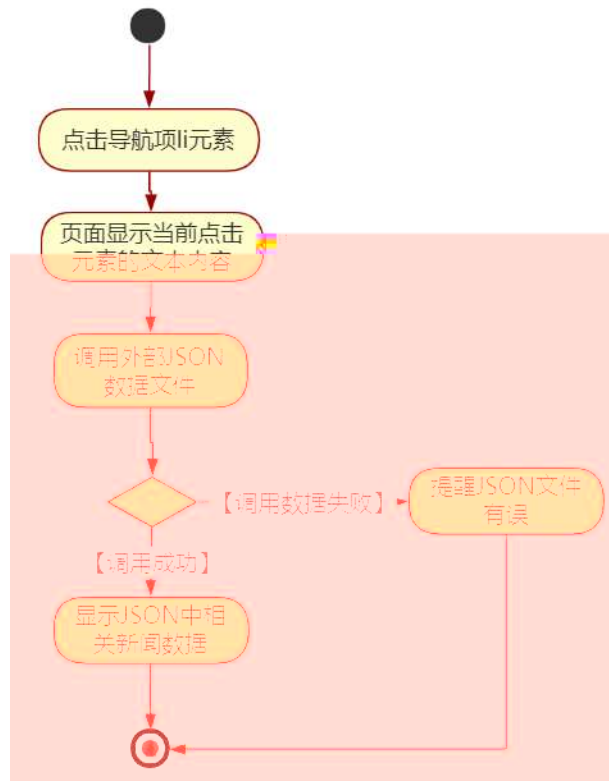 点击导航项li元素
页面显示当前点击
元素的文本内容
调用外部JSON
数据文件
【调用数据失败】
提醒JSON文件
有误
【调用成功】
显示JSON中相
关新闻数据